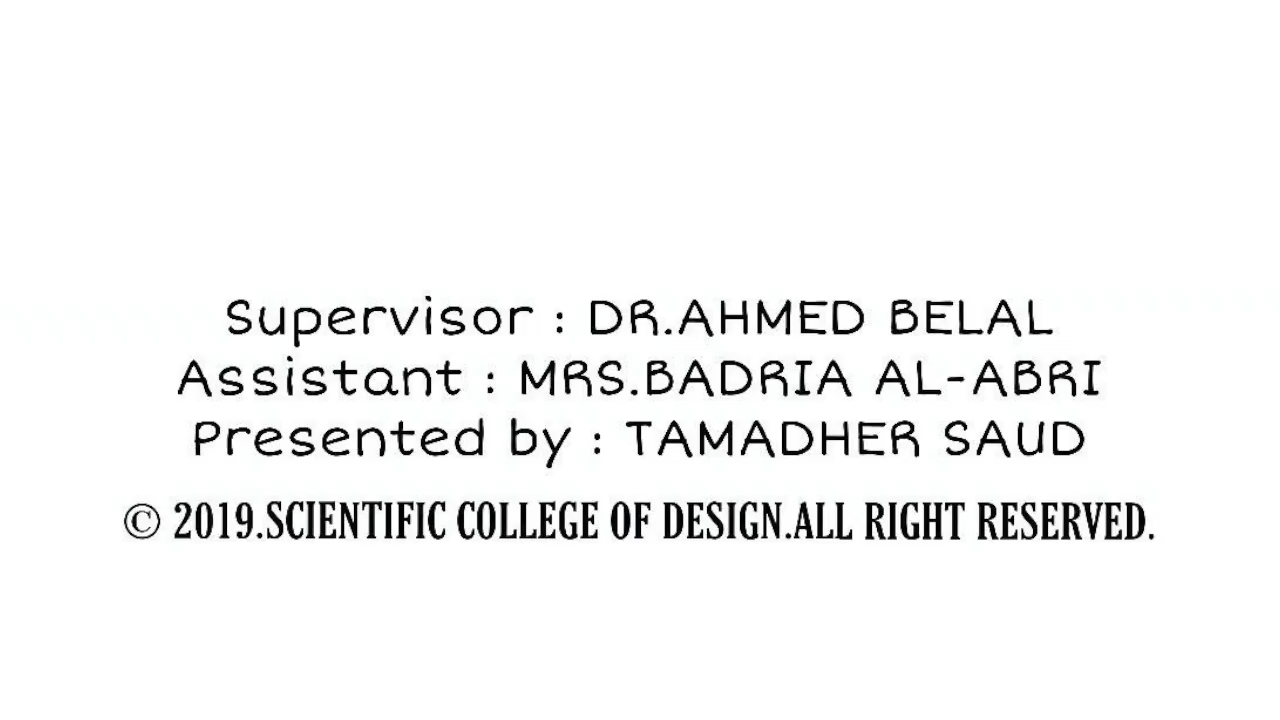 Supervisor : DR.AHMED BELAL
Assistant : MRS.BADRIA AL-ABRI
Presented by : TAMADHER SAUD
© 2019.SCIENTIFIC COLLEGE OF DESIGN.ALL RIGHT RESERVED.